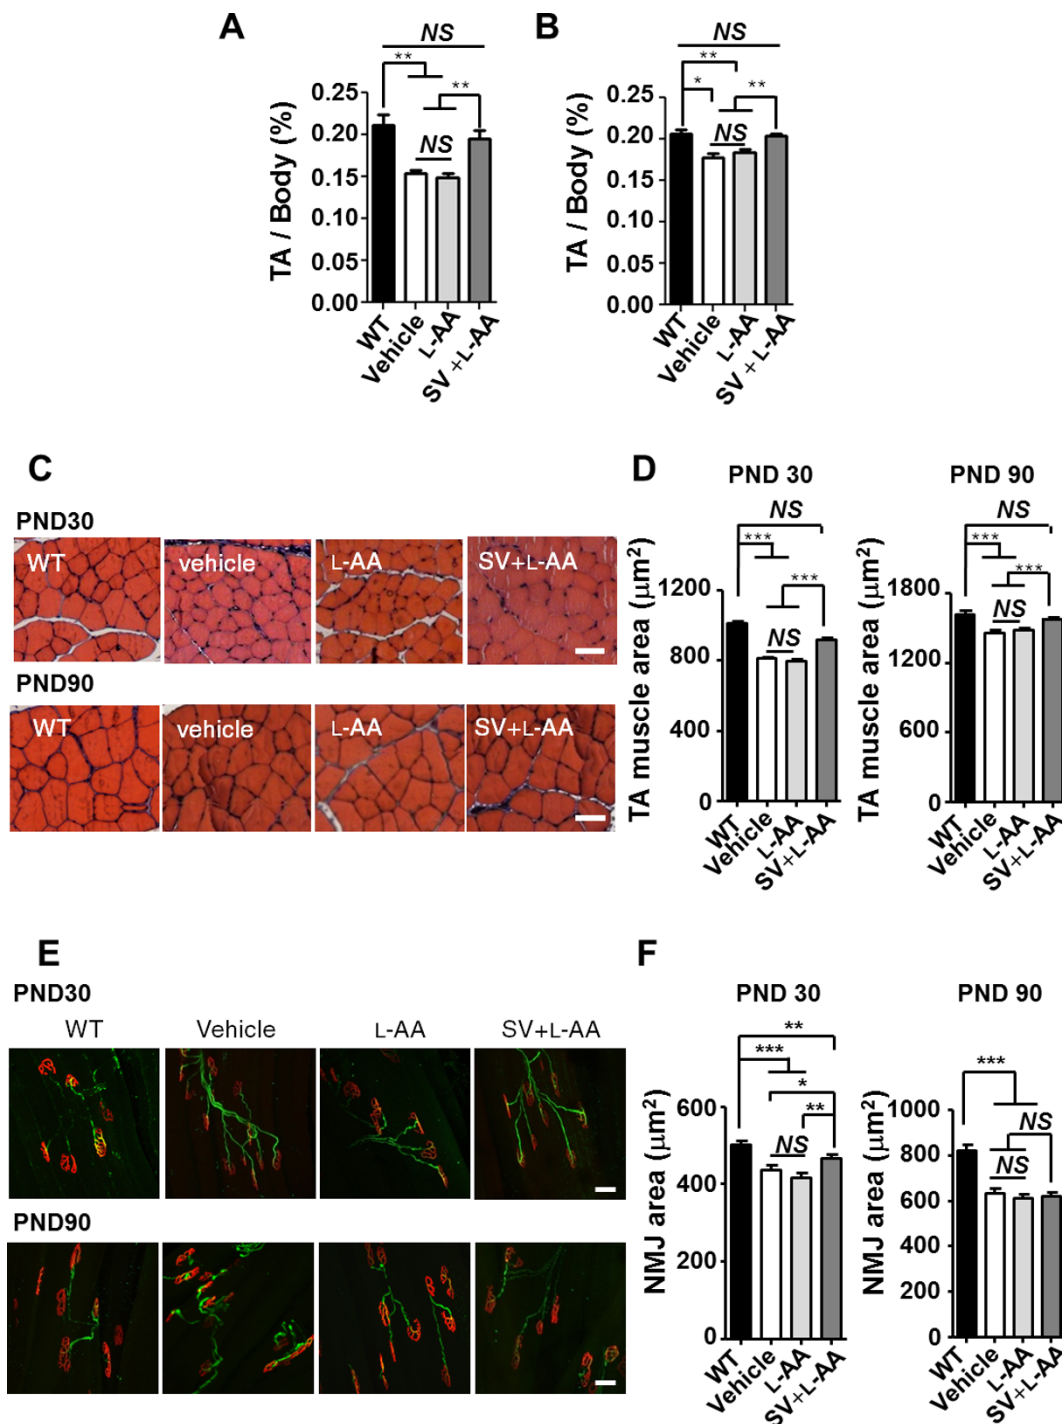 A
B
NS
NS
**
**
**
**
*
NS
NS
TA / Body (%)
0.25
0.20
0.15
0.10
0.05
0.00
WT
Vehicle
L-AA
SV +L-AA
TA / Body (%)
0.25
0.20
0.15
0.10
0.05
0.00
WT
Vehicle
L-AA
SV +L-AA
C
PND30
WT
vehicle
L-AA
SV+L-AA
PND90
WT
vehicle
L-AA
SV+L-AA
D
PND 30
PND 90
NS
***
***
NS
TA muscle area (μm²)
1200
800
400
0
WT
Vehicle
L-AA
SV+L-AA
NS
***
***
NS
TA muscle area (μm²)
1800
1200
600
0
WT
Vehicle
L-AA
SV+L-AA
E
PND30
WT
Vehicle
L-AA
SV+L-AA
PND90
F
PND 30
PND 90
**
***
*
**
NS
NMJ area (μm²)
600
400
200
0
WT
Vehicle
L-AA
SV+L-AA
***
NS
NS
NMJ area (μm²)
1000
800
600
400
200
0
WT
Vehicle
L-AA
SV+L-AA